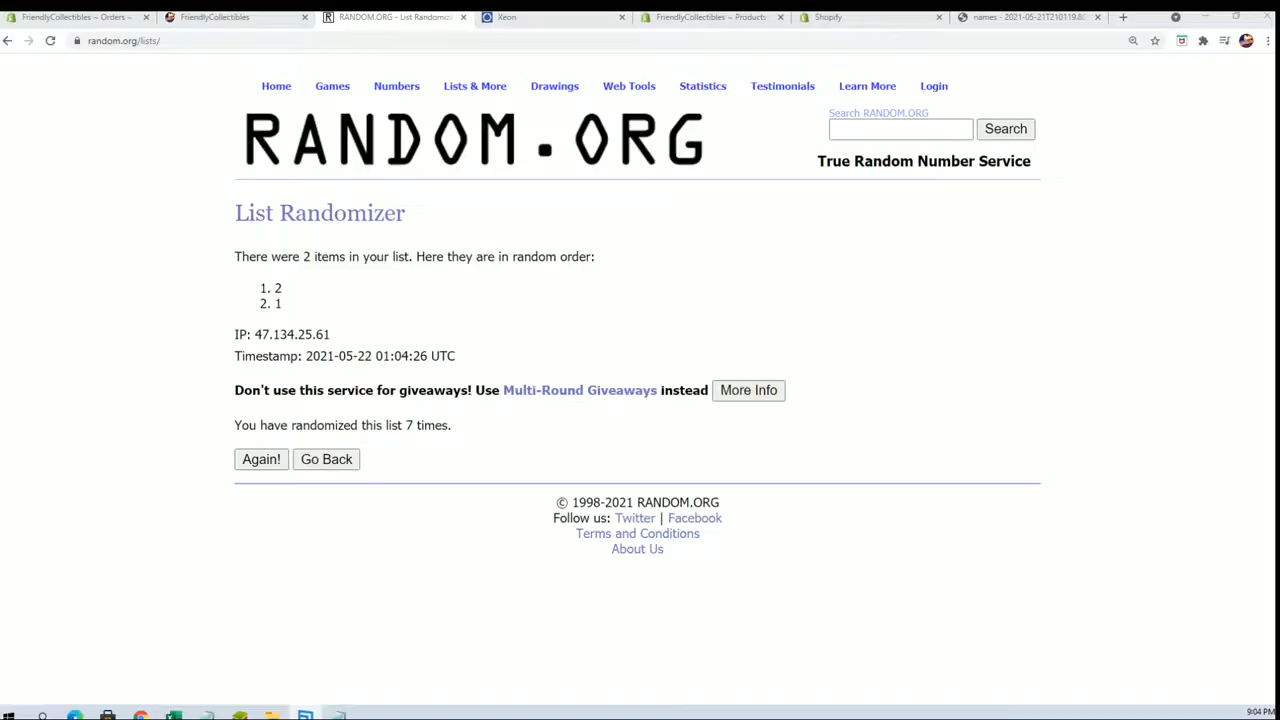 FriendlyCollectibles ~ Orders ~
FriendlyCollectibles
RANDOM.ORG - List Randomize
Xeon
FriendlyCollectibles ~ Products
Shopify
names - 2021-05-21T210119.8
random.org/lists/
Home Games Numbers Lists & More Drawings Web Tools Statistics Testimonials Learn More Login
Search RANDOM.ORG
RANDOM.ORG
Search
True Random Number Service
List Randomizer
There were 2 items in your list. Here they are in random order:
1. 2
2. 1
IP: 47.134.25.61
Timestamp: 2021-05-22 01:04:26 UTC
Don't use this service for giveaways! Use Multi-Round Giveaways instead More Info
You have randomized this list 7 times.
Again! Go Back
© 1998-2021 RANDOM.ORG
Follow us: Twitter | Facebook
Terms and Conditions
About Us
9:04 PM